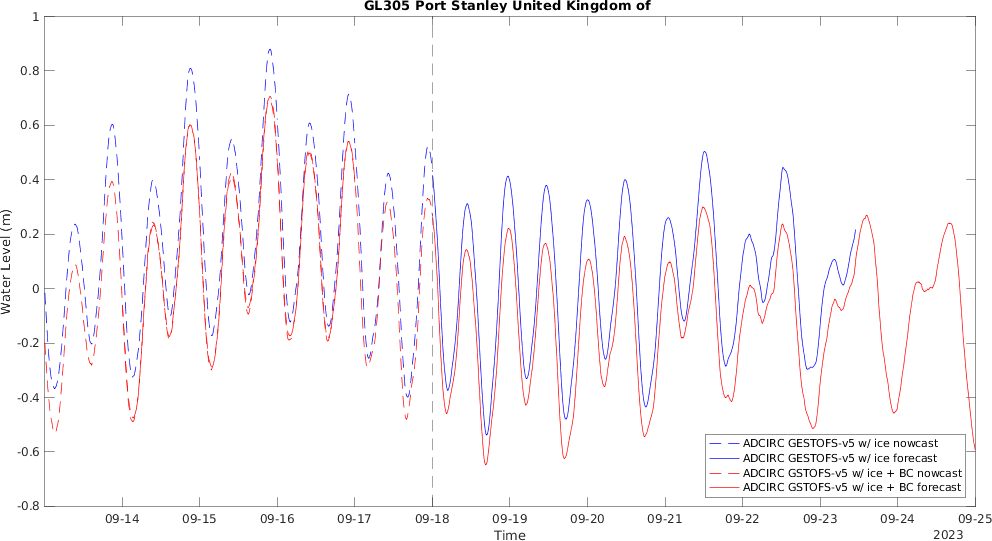 GL305 Port Stanley United Kingdom of
Water Level (m)
1
0.8
0.6
0.4
0.2
0
-0.2
-0.4
-0.6
-0.8
ADCIRC GESTOFS-v5 w/ ice nowcast
ADCIRC GESTOFS-v5 w/ ice forecast
ADCIRC GSTOFS-v5 w/ ice + BC nowcast
ADCIRC GSTOFS-v5 w/ ice + BC forecast
09-14 09-15 09-16 09-17 09-18 09-19 09-20 09-21 09-22 09-23 09-24 09-25
Time
2023